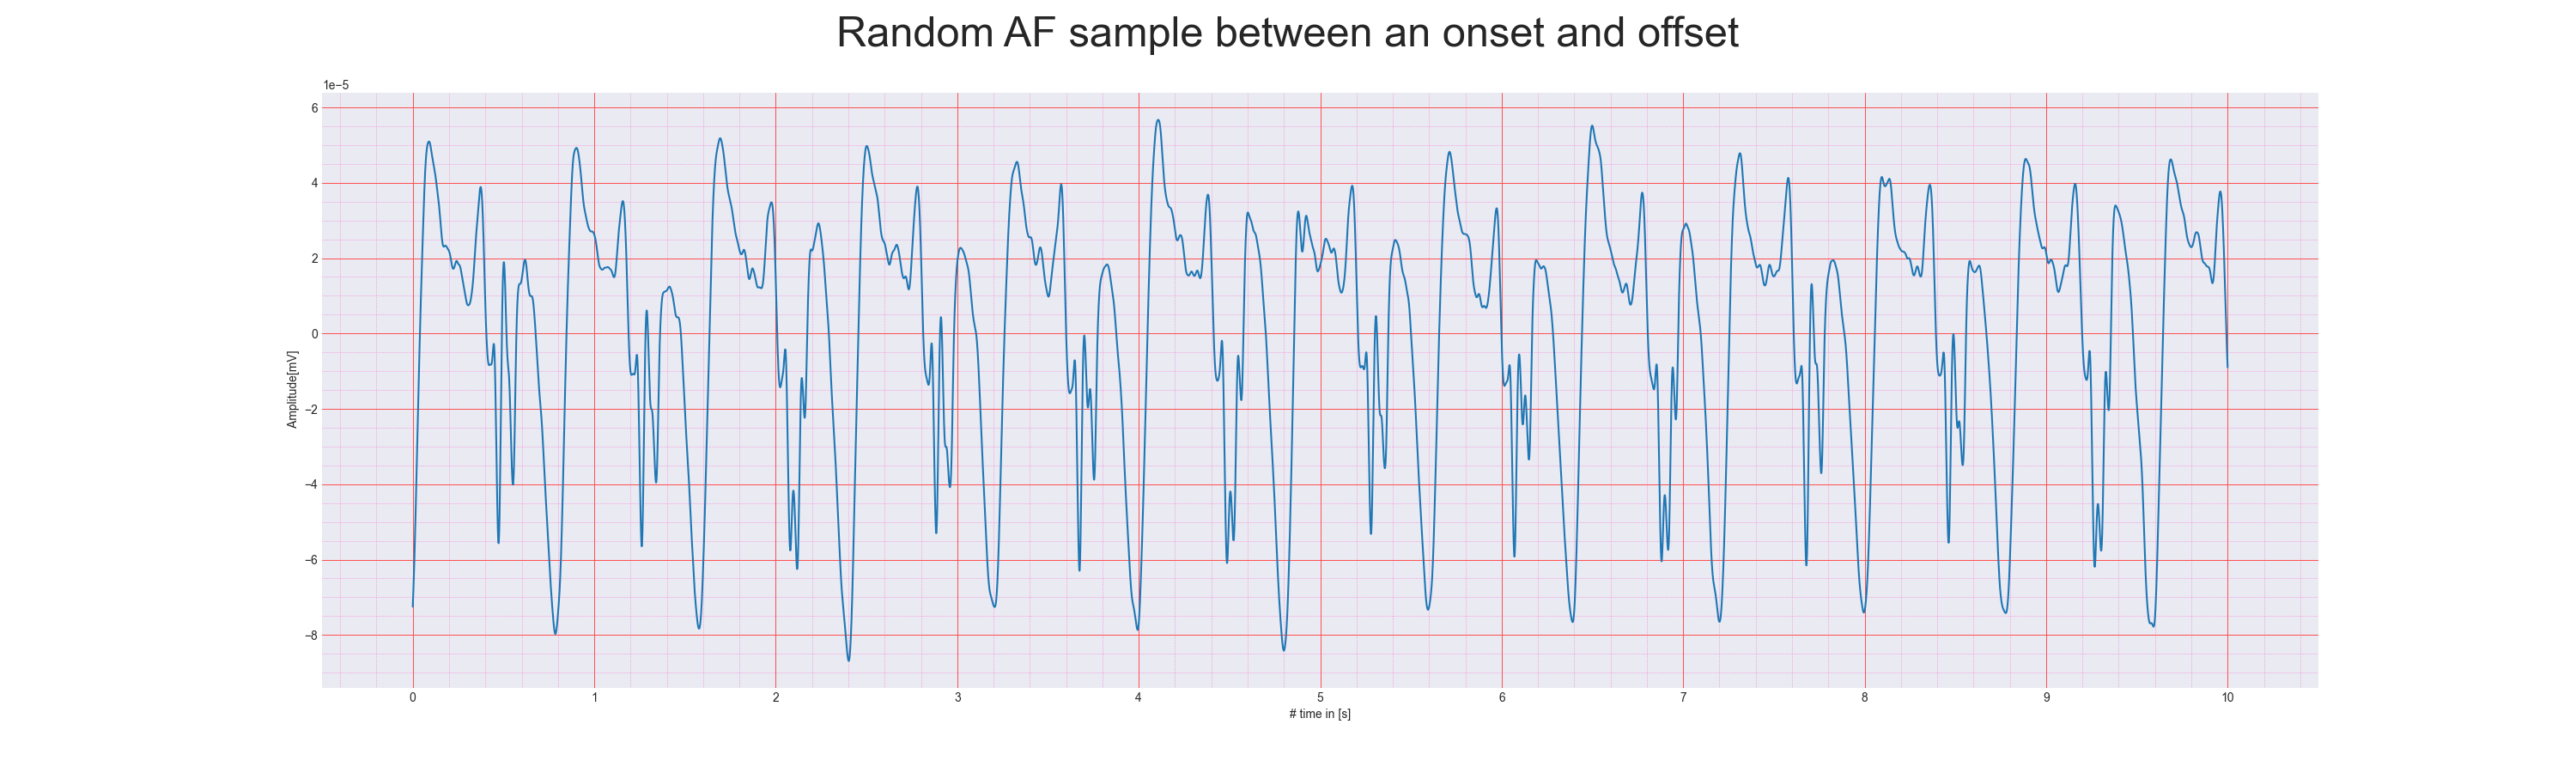 Random AF sample between an onset and offset
1e−5
6
4
2
0
−2
−4
−6
−8
Amplitude[mV]
0 1 2 3 4 5 6 7 8 9 10
# time in [s]